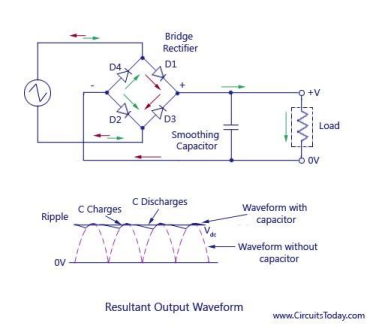 Bridge
Rectifier
D4
D1
-
+
D2
D3
+V
Smoothing
Capacitor
Load
0V
C Charges
C Discharges
Ripple
Waveform with
capacitor
Vdc
Waveform without
capacitor
0V
Resultant Output Waveform
www.CircuitsToday.com